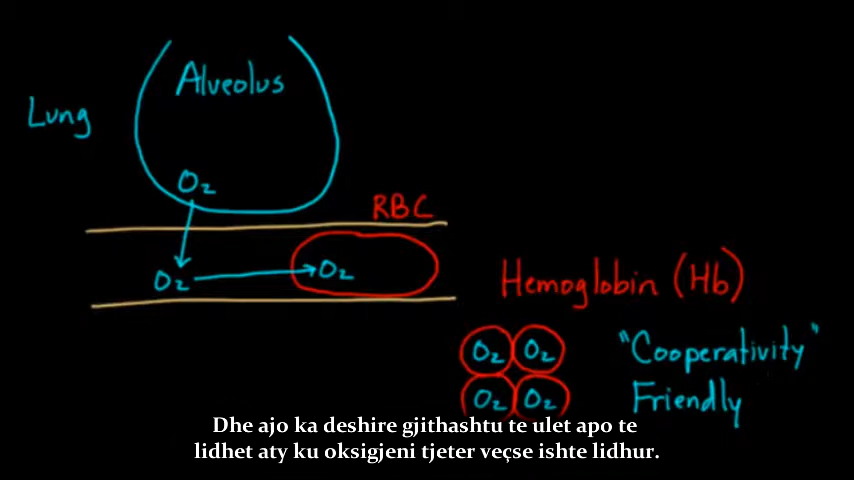 Alveolus
Lung
O₂
RBC
O₂ O₂
Hemoglobin (Hb)
O₂ O₂ "Cooperativity"
O₂ O₂ Friendly
Dhe ajo ka deshire gjithashtu te ulet apo te
lidhet aty ku oksigjeni tjeter veçse ishte lidhur.